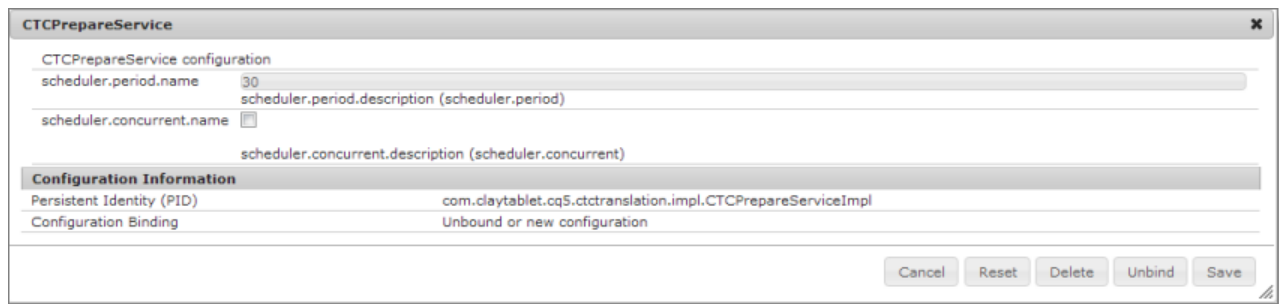 CTCPrepareService
CTCPrepareService configuration
scheduler.period.name 30
scheduler.period.description (scheduler.period)
scheduler.concurrent.name
scheduler.concurrent.description (scheduler.concurrent)
Configuration Information
Persistent Identity (PID) com.claytablet.cq5.ctctranslation.impl.CTCPrepareServiceImpl
Configuration Binding Unbound or new configuration
Cancel Reset Delete Unbind Save